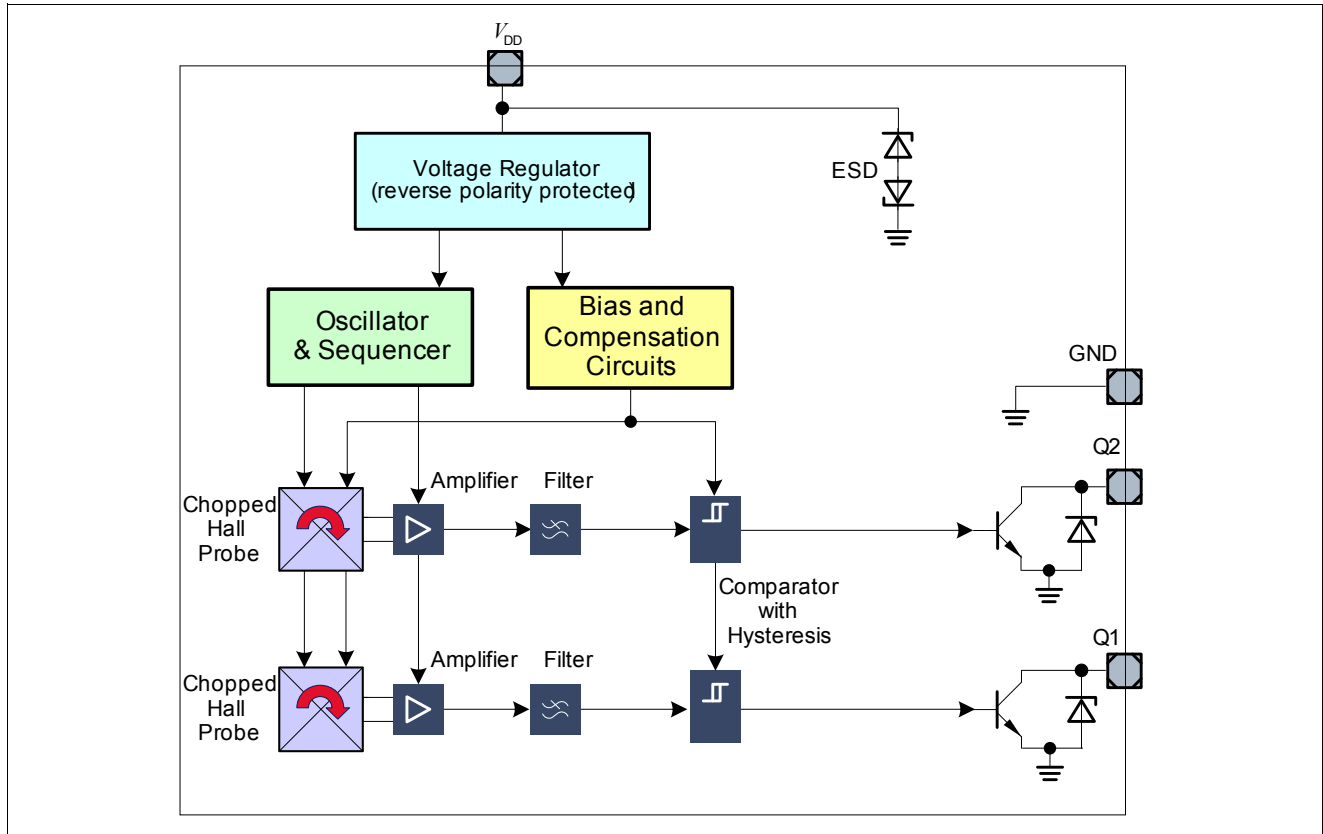 VDD
Voltage Regulator
(reverse polarity protected)
ESD
Oscillator
& Sequencer
Bias and
Compensation
Circuits
GND
Q2
Amplifier
Filter
Chopped
Hall
Probe
Comparator
with
Hysteresis
Q1
Amplifier
Filter
Chopped
Hall
Probe